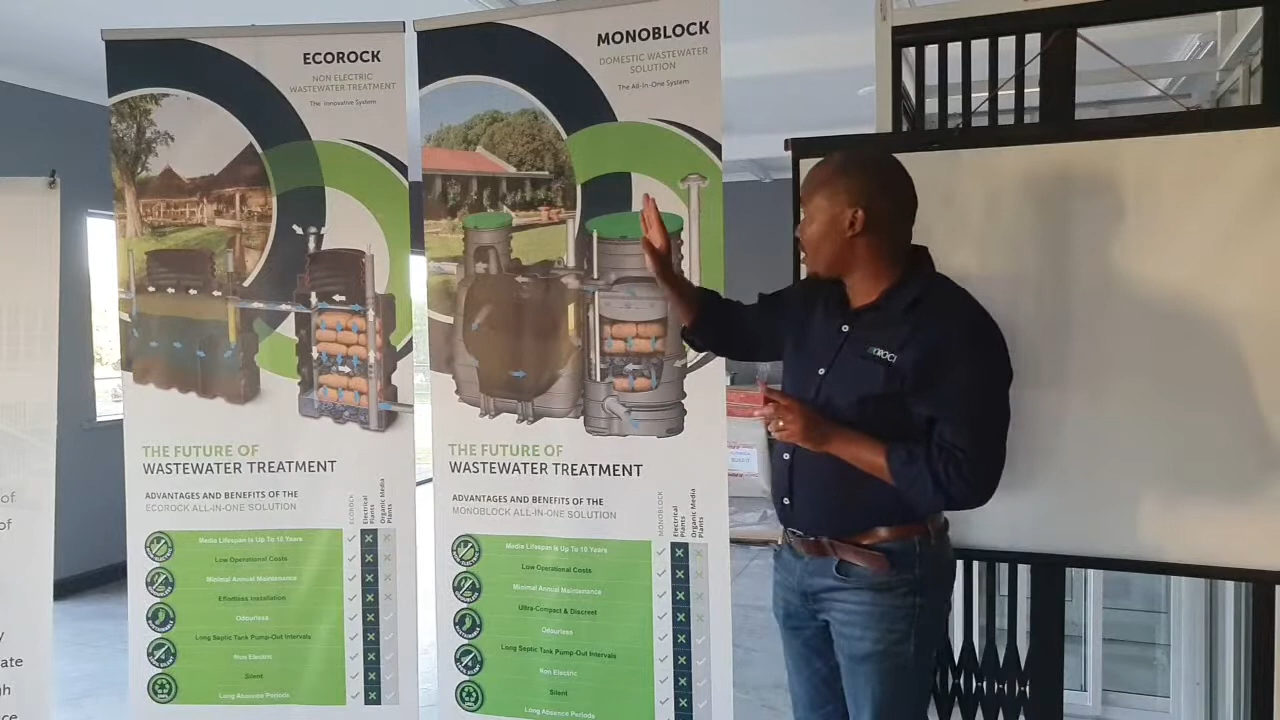 ECOROCK
NON ELECTRIC
WASTEWATER TREATMENT
The Innovative System
THE FUTURE OF
WASTEWATER TREATMENT
ADVANTAGES AND BENEFITS OF THE
ECOROCK ALL-IN-ONE SOLUTION
ECOROCK
Electrical
Plants
Organic Media
Plants
Media Lifespan Is Up To 10 Years
Low Operational Costs
Minimal Annual Maintenance
Effortless Installation
Odourless
Long Septic Tank Pump-Out Intervals
Non Electric
Silent
Long Absence Periods
MONOBLOCK
DOMESTIC WASTEWATER
SOLUTION
The All-In-One System
THE FUTURE OF
WASTEWATER TREATMENT
ADVANTAGES AND BENEFITS OF THE
MONOBLOCK ALL-IN-ONE SOLUTION
MONOBLOCK
Electrical
Plants
Organic Media
Plants
Media Lifespan Is Up To 10 Years
Low Operational Costs
Minimal Annual Maintenance
Ultra-Compact & Discreet
Odourless
Long Septic Tank Pump-Out Intervals
Non Electric
Silent
Long Absence Periods
of
of